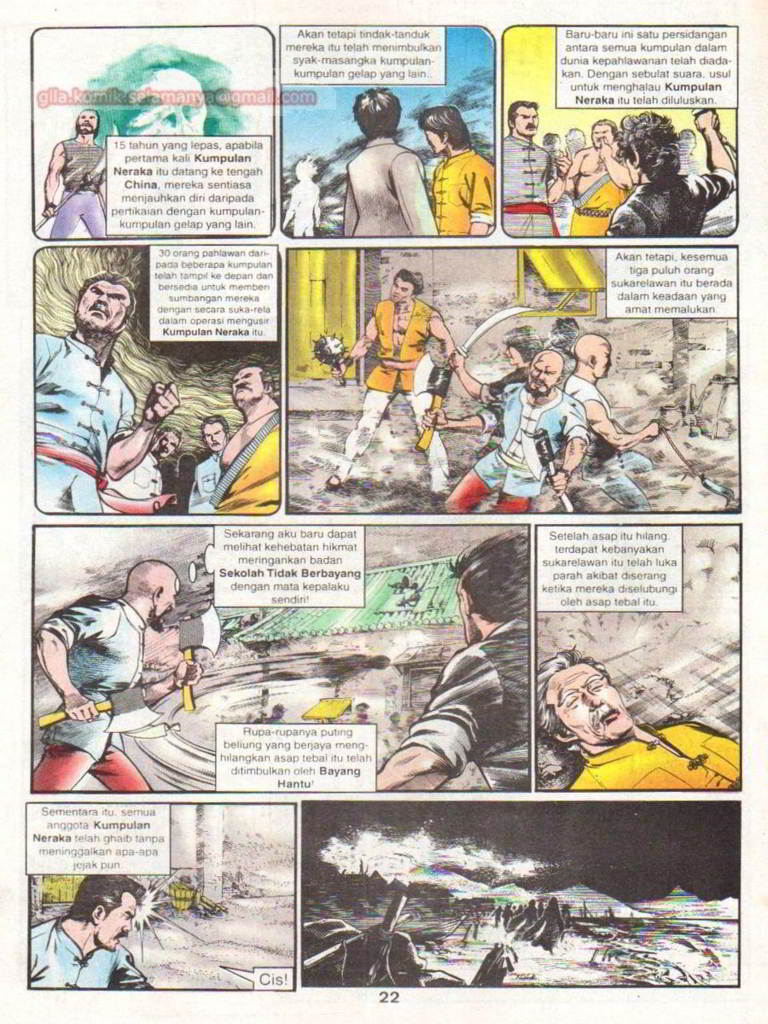 gila.komik.selamanya@gmail.com
15 tahun yang lepas, apabila
pertama kali Kumpulan
Neraka itu datang ke tengah
China, mereka sentiasa
menjauhkan diri daripada
pertikaian dengan kumpulan-
kumpulan gelap yang lain.
Akan tetapi tindak-tanduk
mereka itu telah menimbulkan
syak-masangka kumpulan-
kumpulan gelap yang lain..
Baru-baru ini satu persidangan
antara semua kumpulan dalam
dunia kepahlawanan telah diada-
kan. Dengan sebulat suara, usul
untuk menghalau Kumpulan
Neraka itu telah diluluskan.
30 orang pahlawan dari-
pada beberapa kumpulan
telah tampil ke depan dan
bersedia untuk memberi
sumbangan mereka
dengan secara suka-rela
dalam operasi mengusir
Kumpulan Neraka itu.
Akan tetapi, kesemua
tiga puluh orang
sukarelawan itu berada
dalam keadaan yang
amat memalukan.
Sekarang aku baru dapat
melihat kehebatan hikmat
meringankan badan
Sekolah Tidak Berbayang
dengan mata kepalaku
sendiri!
Rupa-rupanya puting
beliung yang berjaya meng-
hilangkan asap tebal itu telah
ditimbulkan oleh Bayang
Hantu!
Setelah asap itu hilang,
terdapat kebanyakan
sukarelawan itu telah luka
parah akibat diserang
ketika mereka diselubungi
oleh asap tebal itu.
Sementara itu, semua
anggota Kumpulan
Neraka telah ghaib tanpa
meninggalkan apa-apa
jejak pun.
Cis!
22